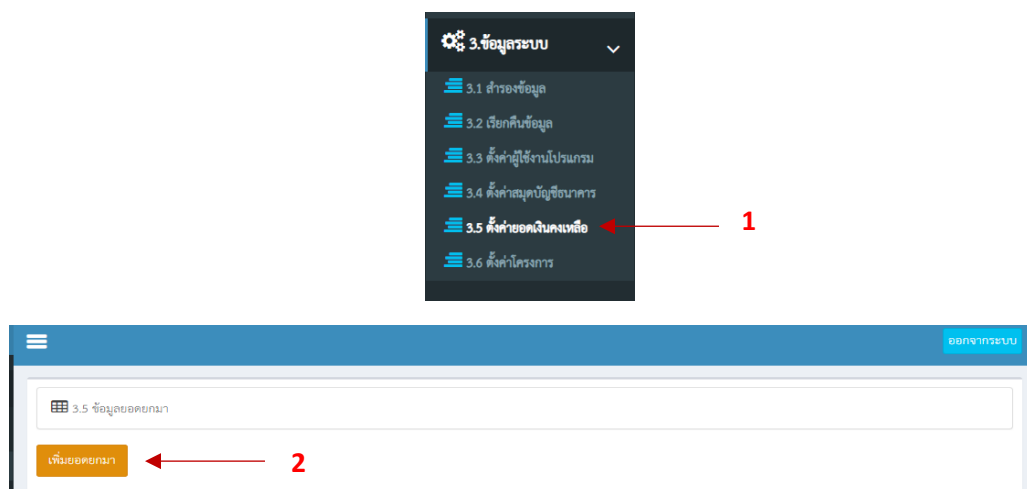 3.ข้อมูลระบบ
3.1 สำรองข้อมูล
3.2 เรียกคืนข้อมูล
3.3 ตั้งค่าผู้ใช้งานโปรแกรม
3.4 ตั้งค่าสมุดบัญชีธนาคาร
3.5 ตั้งค่ายอดเงินคงเหลือ
1
3.6 ตั้งค่าโครงการ
ออกจากระบบ
3.5 ข้อมูลยอดยกมา
เพิ่มยอดยกมา
2